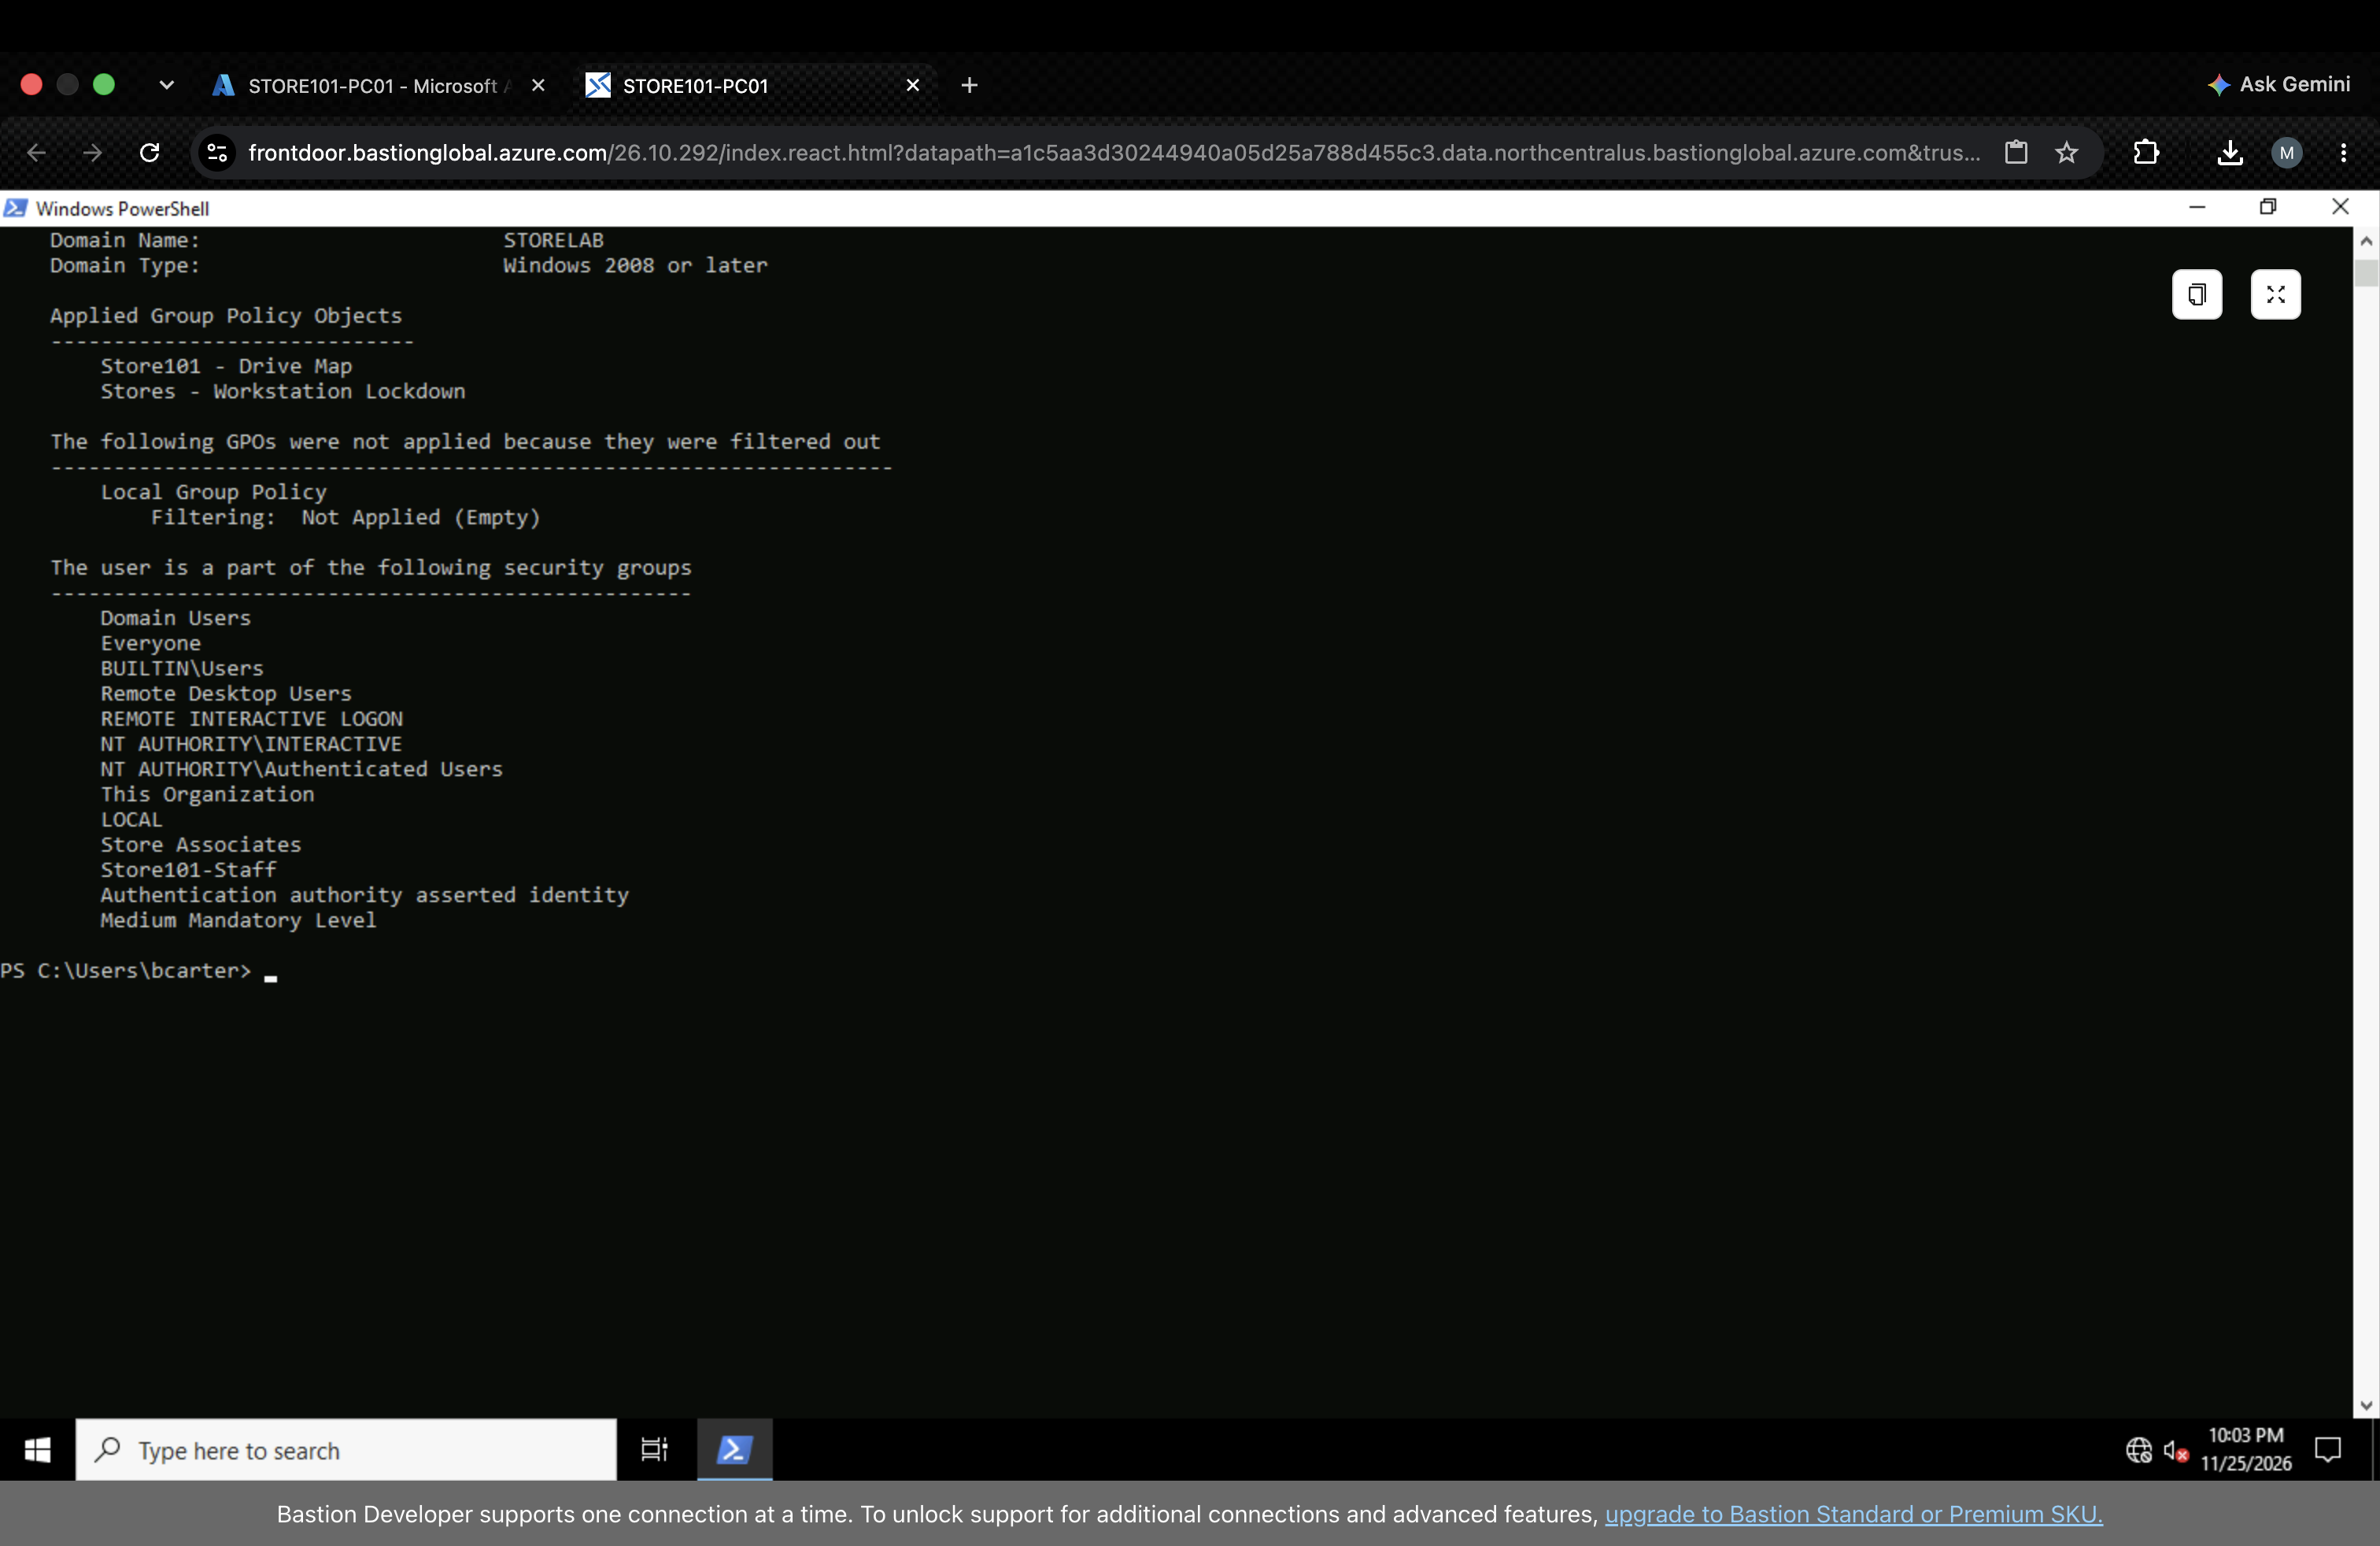 STORE101-PC01 - Microsoft
STORE101-PC01
Ask Gemini
frontdoor.bastionglobal.azure.com/26.10.292/index.react.html?datapath=a1c5aa3d30244940a05d25a788d455c3.data.northcentralus.bastionglobal.azure.com&trus...
M
Windows PowerShell
Domain Name: STORELAB
Domain Type: Windows 2008 or later
Applied Group Policy Objects
-----------------------------
Store101 - Drive Map
Stores - Workstation Lockdown
The following GPOs were not applied because they were filtered out
-------------------------------------------------------------------
Local Group Policy
Filtering: Not Applied (Empty)
The user is a part of the following security groups
---------------------------------------------------
Domain Users
Everyone
BUILTIN\Users
Remote Desktop Users
REMOTE INTERACTIVE LOGON
NT AUTHORITY\INTERACTIVE
NT AUTHORITY\Authenticated Users
This Organization
LOCAL
Store Associates
Store101-Staff
Authentication authority asserted identity
Medium Mandatory Level
PS C:\Users\bcarter>
Type here to search
10:03 PM
11/25/2026
Bastion Developer supports one connection at a time. To unlock support for additional connections and advanced features, upgrade to Bastion Standard or Premium SKU.